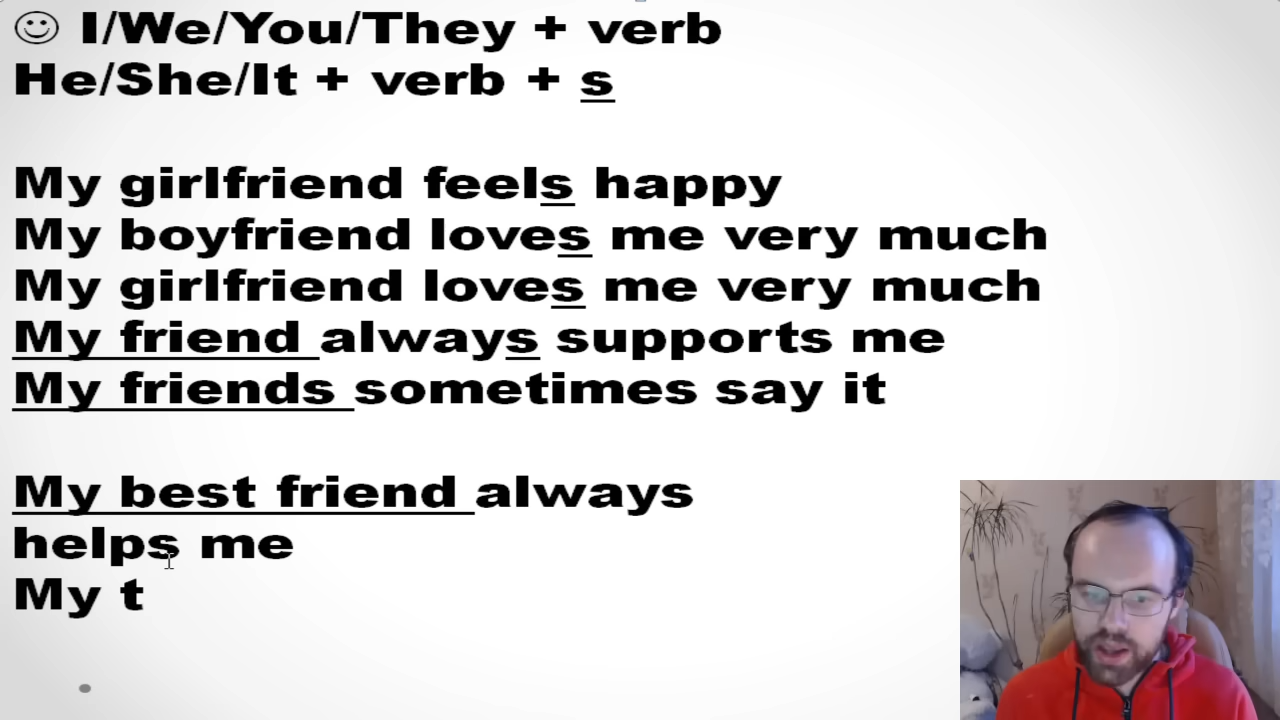 ☺ I/We/You/They + verb
He/She/It + verb + s
My girlfriend feels happy
My boyfriend loves me very much
My girlfriend loves me very much
My friend always supports me
My friends sometimes say it
My best friend always
helps me
My t